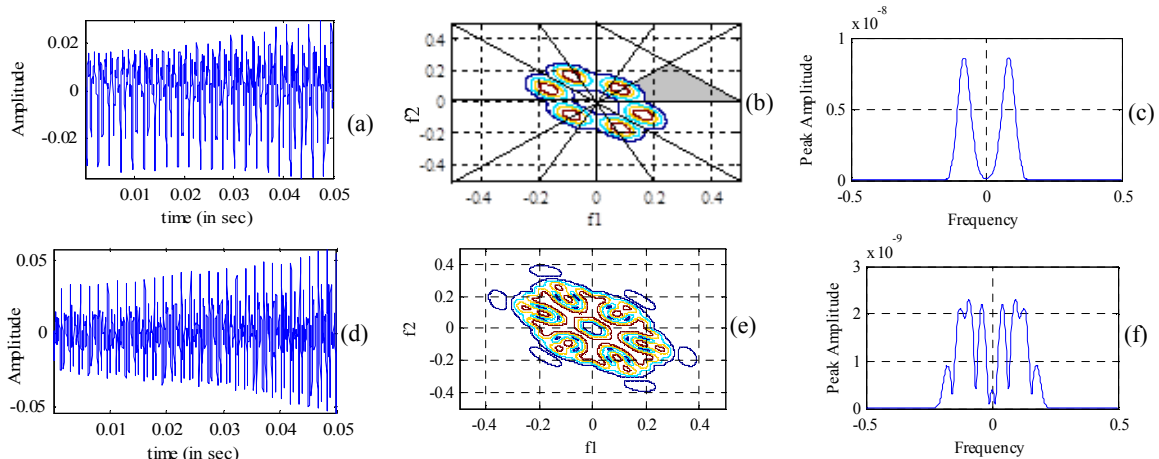 0.02
0
-0.02
Amplitude
0.01 0.02 0.03 0.04 0.05
time (in sec)
(a)
0.4
0.2
0
-0.2
-0.4
f2
-0.4 -0.2 0 0.2 0.4
f1
(b)
x 10^-8
1
0.5
0
Peak Amplitude
-0.5 0 0.5
Frequency
(c)
0.05
0
-0.05
Amplitude
0.01 0.02 0.03 0.04 0.05
time (in sec)
(d)
0.4
0.2
0
-0.2
-0.4
f2
-0.4 -0.2 0 0.2 0.4
f1
(e)
x 10^-9
3
2
1
0
Peak Amplitude
-0.5 0 0.5
Frequency
(f)